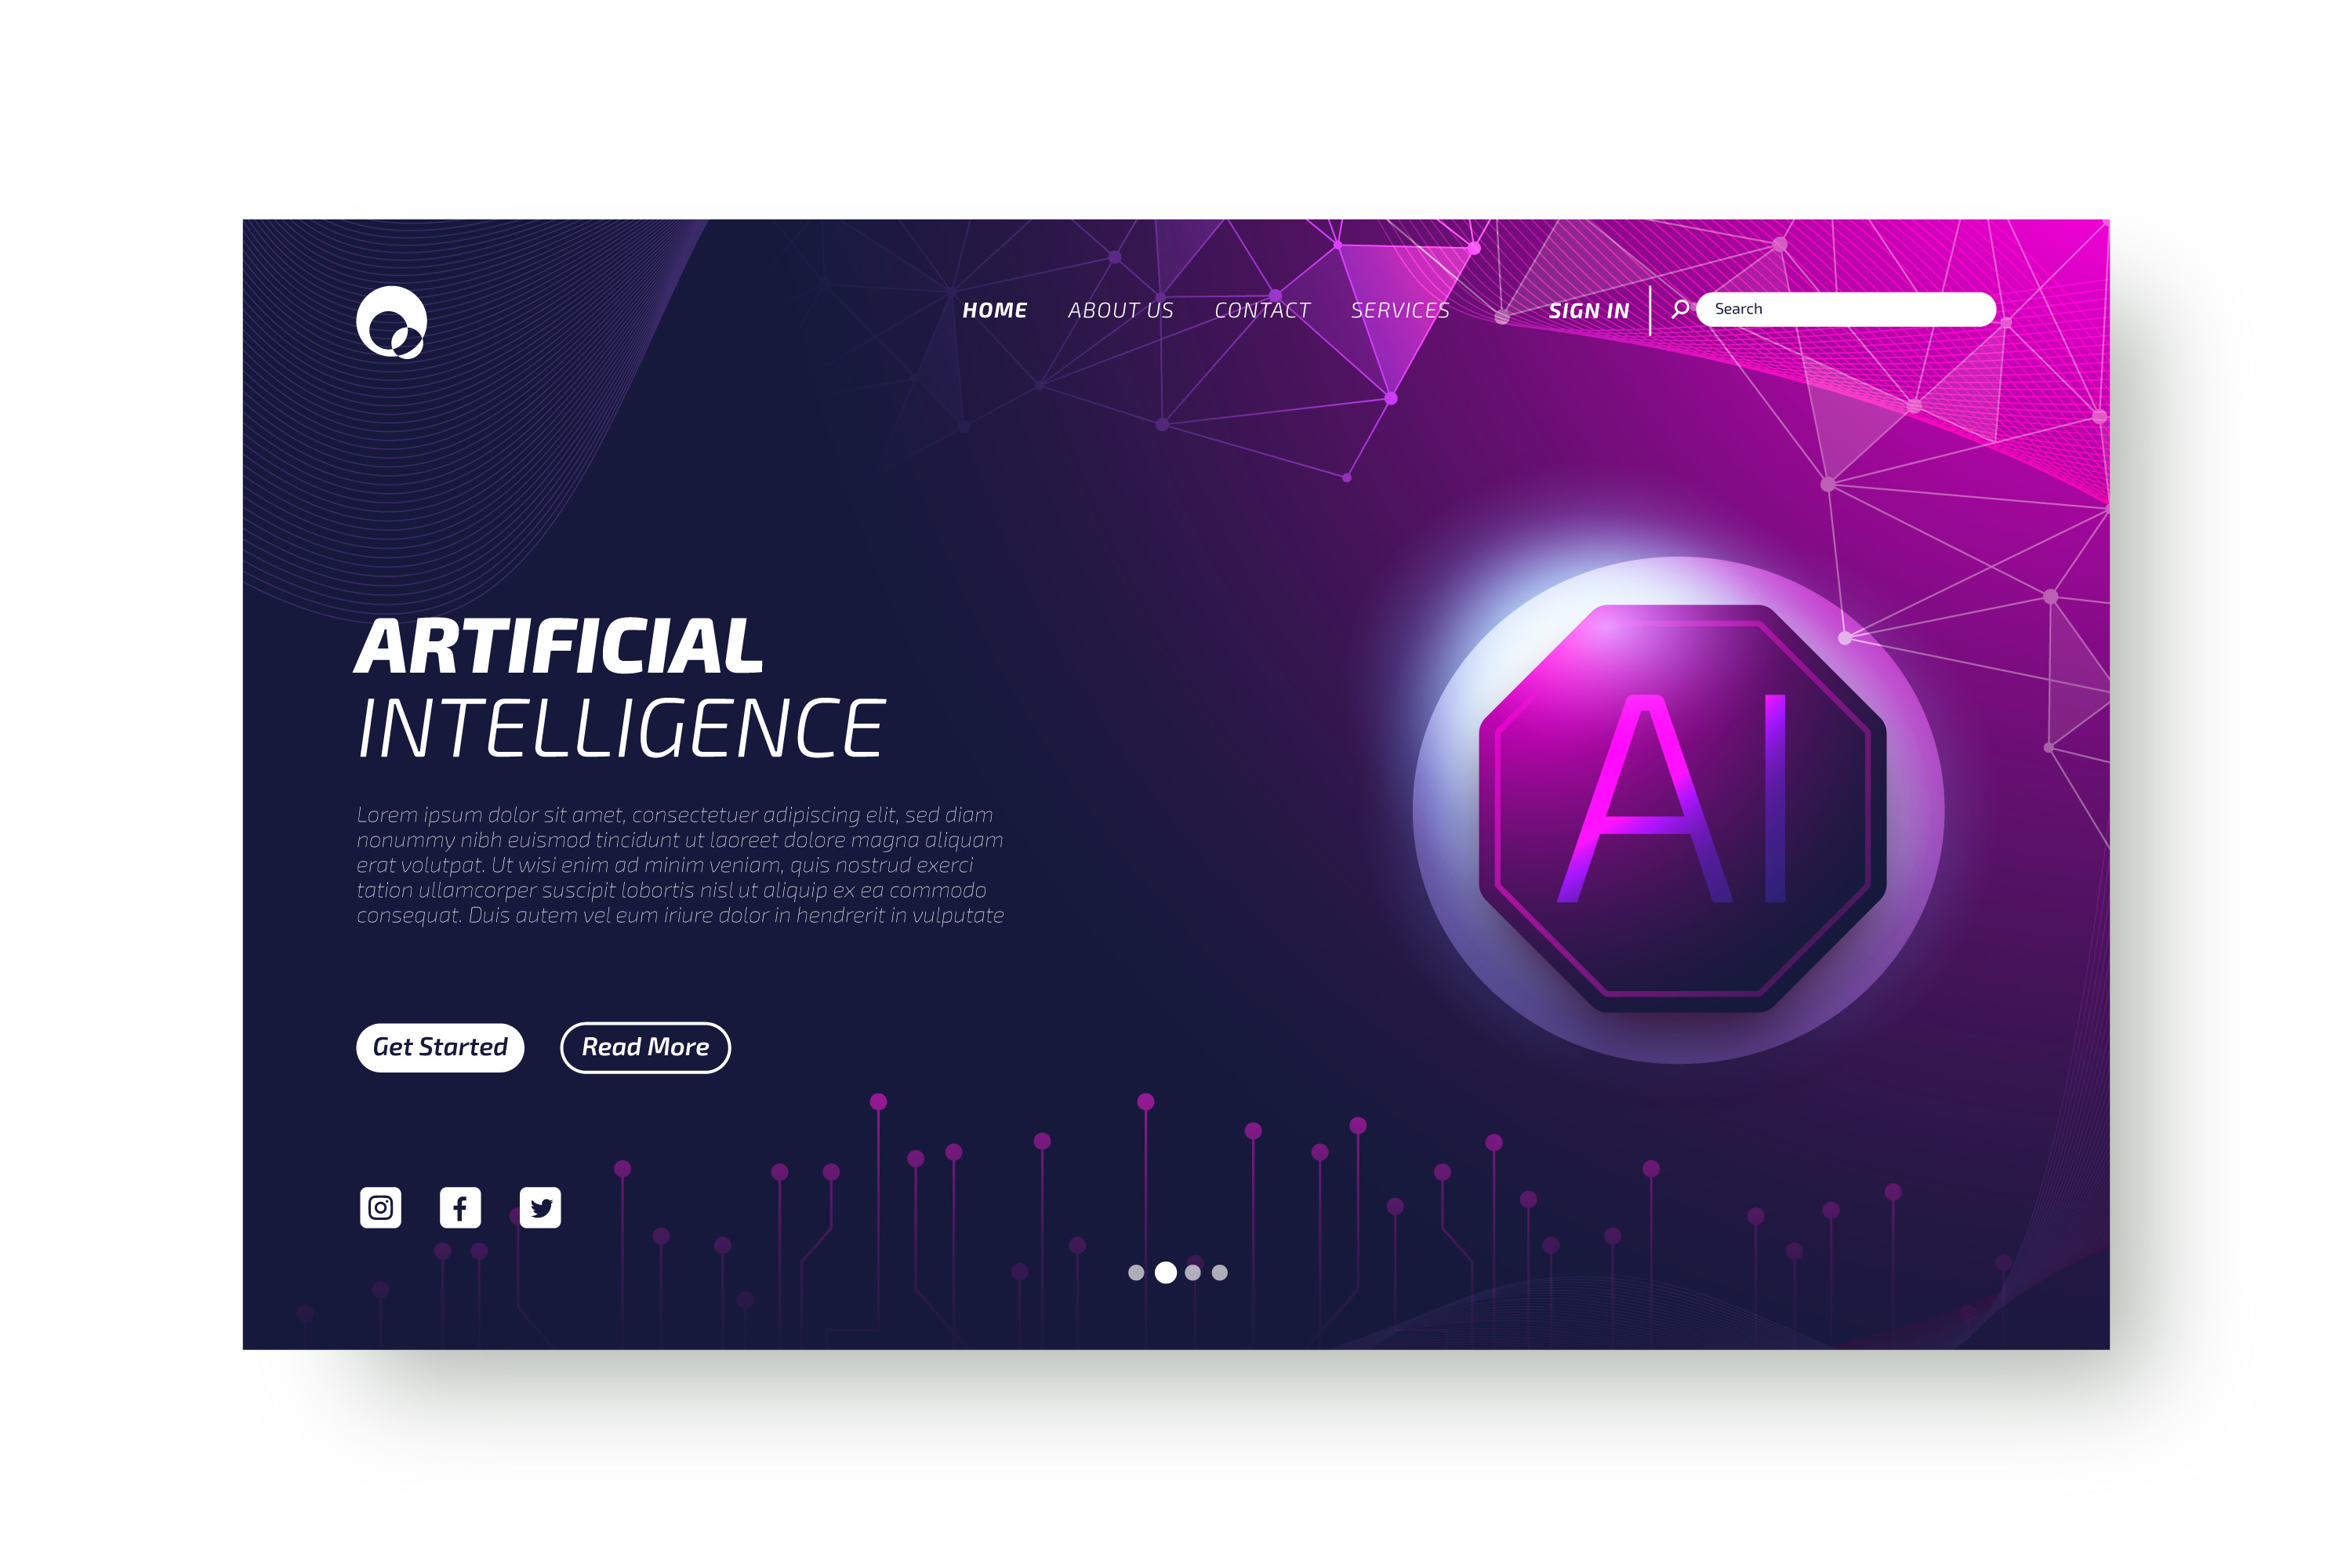 HOME ABOUT US CONTACT SERVICES SIGN IN Search
ARTIFICIAL
INTELLIGENCE
Lorem ipsum dolor sit amet, consectetuer adipiscing elit, sed diam
nonummy nibh euismod tincidunt ut laoreet dolore magna aliquam
erat volutpat. Ut wisi enim ad minim veniam, quis nostrud exerci
tation ullamcorper suscipit lobortis nisl ut aliquip ex ea commodo
consequat. Duis autem vel eum iriure dolor in hendrerit in vulputate
AI
Get Started Read More